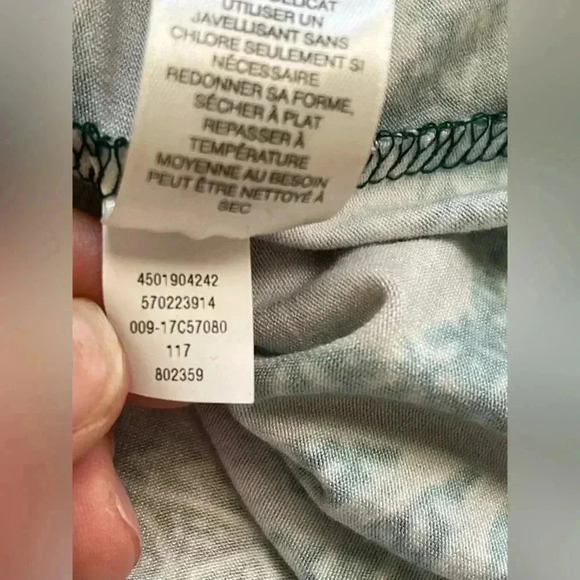 DÉLICAT
UTILISER UN
JAVELLISANT SANS
CHLORE SEULEMENT SI
NÉCESSAIRE
REDONNER SA FORME,
SÉCHER À PLAT
REPASSER À
TEMPÉRATURE
MOYENNE AU BESOIN
PEUT ÊTRE NETTOYÉ À
SEC
4501904242
570223914
009-17C57080
117
802359